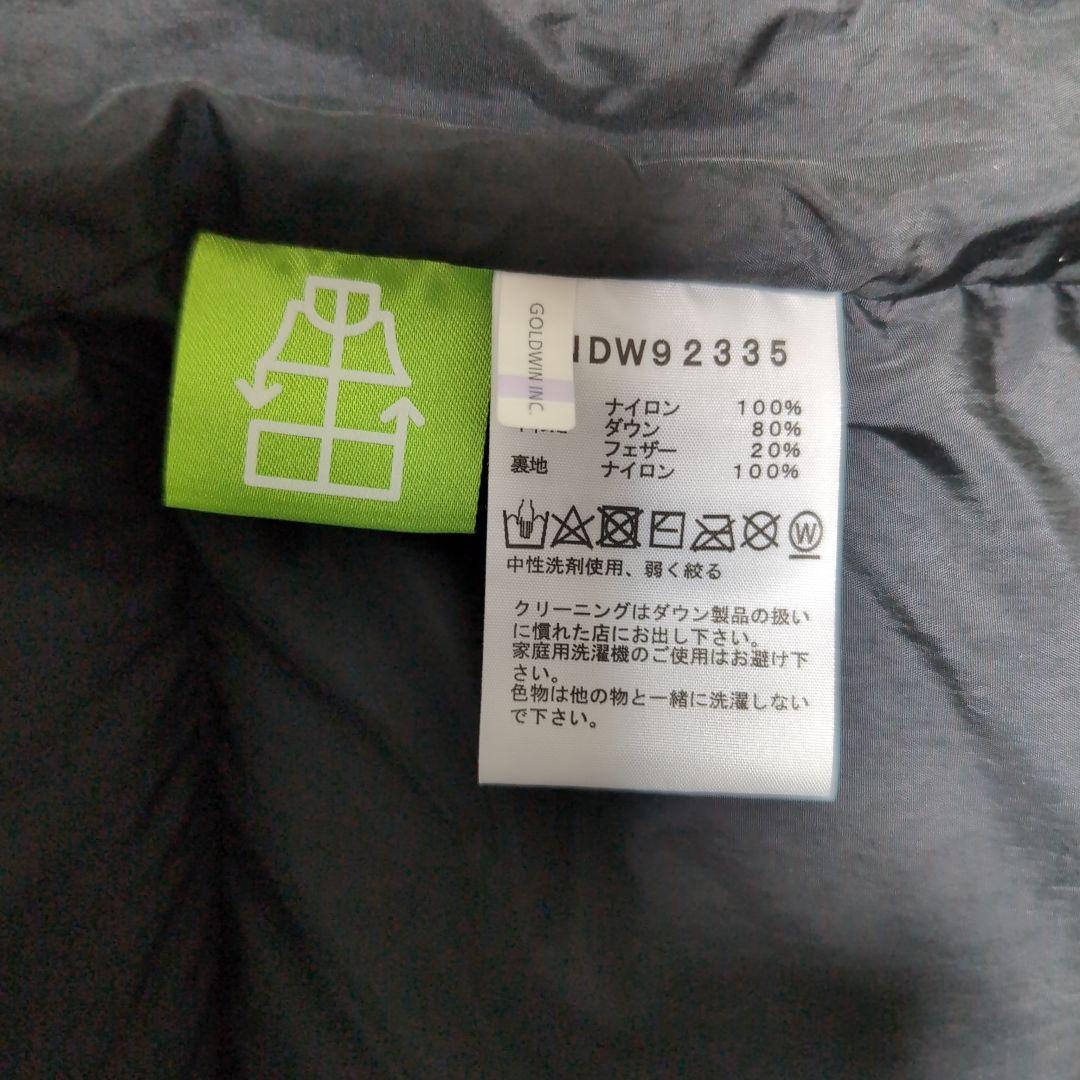 GOLDWIN INC.
NDW92335
ナイロン 100%
ダウン 80%
フェザー 20%
裏地 ナイロン 100%
W
中性洗剤使用、弱く絞る
クリーニングはダウン製品の扱い
に慣れた店にお出し下さい。
家庭用洗濯機のご使用はお避け下
さい。
色物は他の物と一緒に洗濯しない
で下さい。